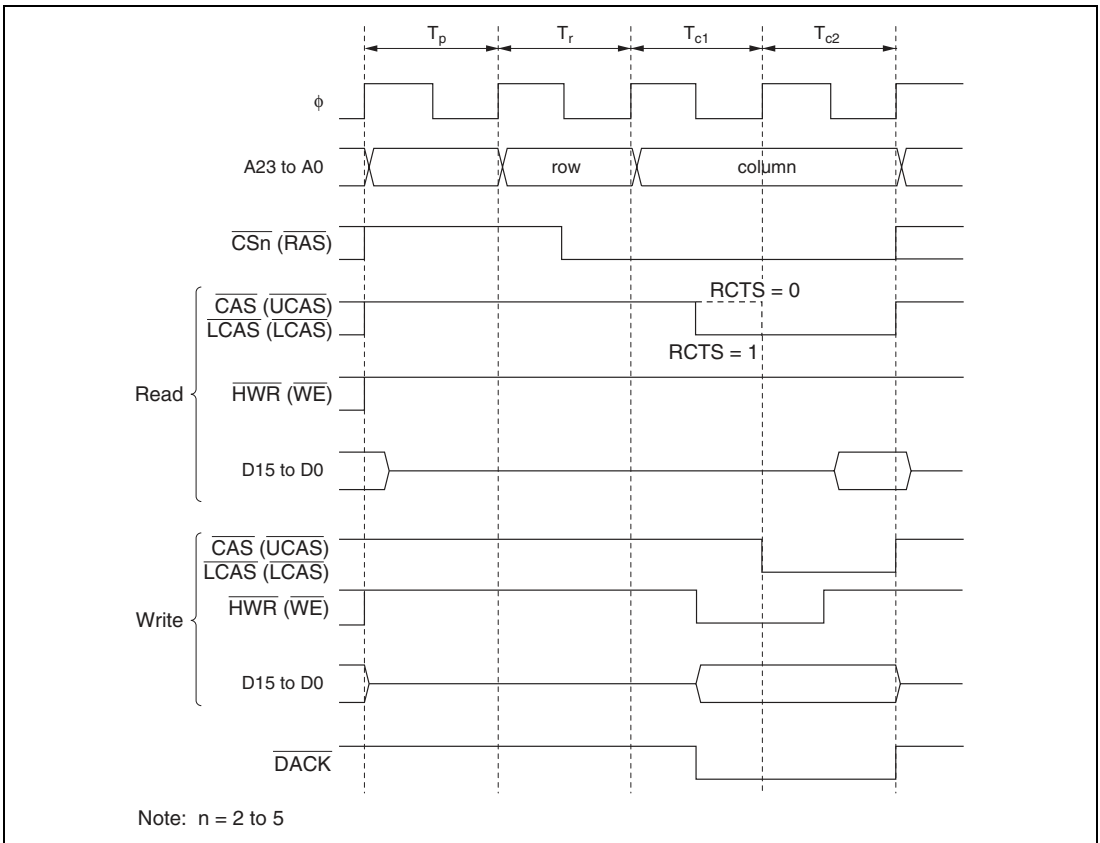 Tp Tr Tc1 Tc2
ϕ
A23 to A0 row column
CSn (RAS)
RCTS = 0
CAS (UCAS)
LCAS (LCAS)
RCTS = 1
Read HWR (WE)
D15 to D0
CAS (UCAS)
LCAS (LCAS)
HWR (WE)
Write
D15 to D0
DACK
Note: n = 2 to 5